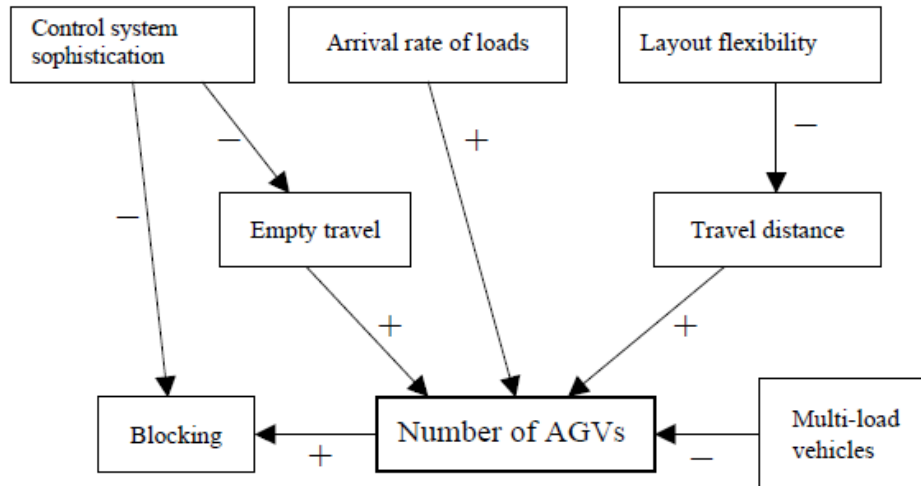 Control system
sophistication
Arrival rate of loads
Layout flexibility
−
+
−
−
Empty travel
Travel distance
+
+
Blocking
Number of AGVs
Multi-load
vehicles
+
−